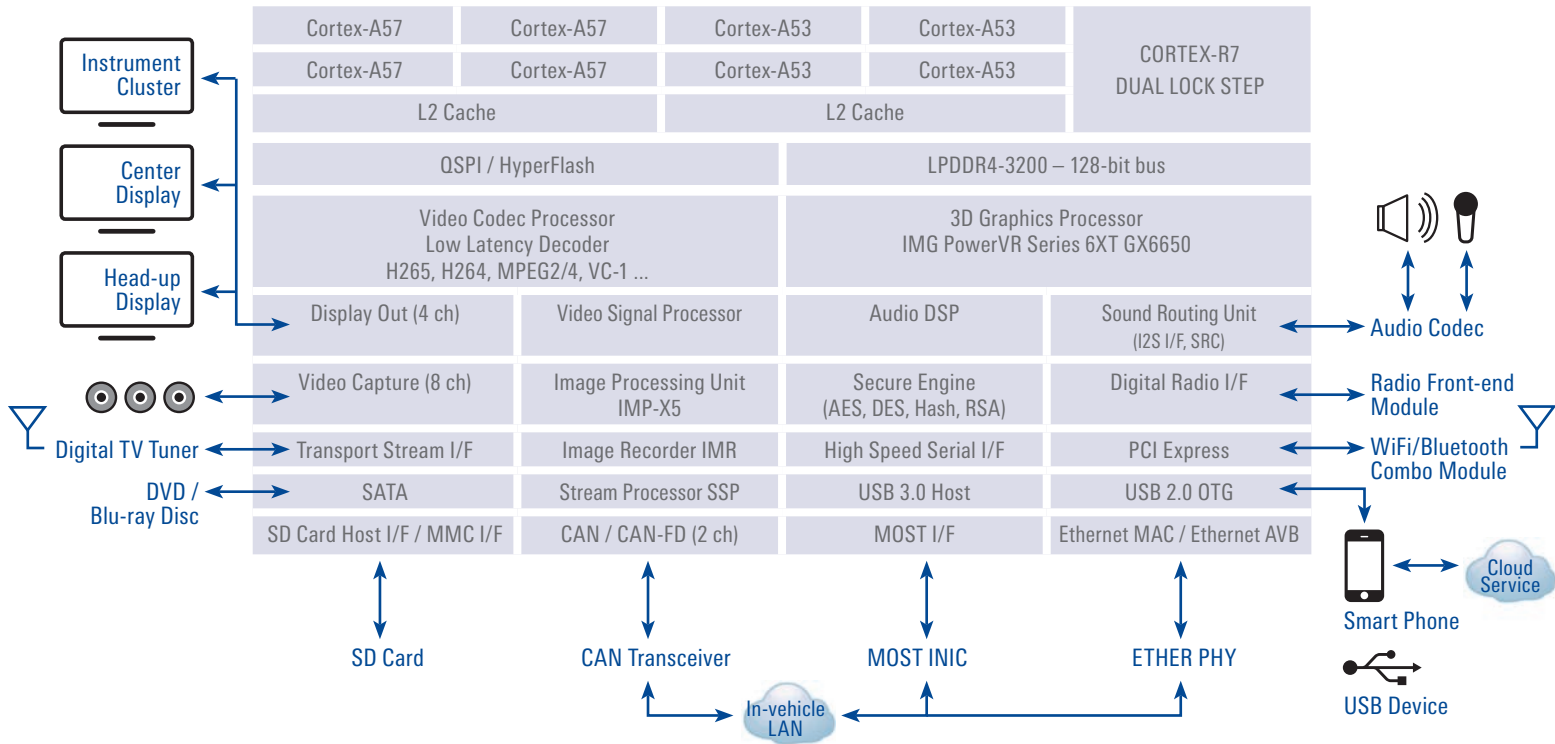 Cortex-A57
Cortex-A57
Cortex-A53
Cortex-A53
CORTEX-R7
DUAL LOCK STEP
Cortex-A57
Cortex-A57
Cortex-A53
Cortex-A53
L2 Cache
L2 Cache
Instrument
Cluster
QSPI / HyperFlash
LPDDR4-3200 – 128-bit bus
Center
Display
Video Codec Processor
Low Latency Decoder
H265, H264, MPEG2/4, VC-1 ...
3D Graphics Processor
IMG PowerVR Series 6XT GX6650
Head-up
Display
Display Out (4 ch)
Video Signal Processor
Audio DSP
Sound Routing Unit
(I2S I/F, SRC)
Audio Codec
Video Capture (8 ch)
Image Processing Unit
IMP-X5
Secure Engine
(AES, DES, Hash, RSA)
Digital Radio I/F
Radio Front-end
Module
Digital TV Tuner
Transport Stream I/F
Image Recorder IMR
High Speed Serial I/F
PCI Express
WiFi/Bluetooth
Combo Module
DVD /
Blu-ray Disc
SATA
Stream Processor SSP
USB 3.0 Host
USB 2.0 OTG
SD Card Host I/F / MMC I/F
CAN / CAN-FD (2 ch)
MOST I/F
Ethernet MAC / Ethernet AVB
Cloud
Service
Smart Phone
SD Card
CAN Transceiver
MOST INIC
ETHER PHY
In-vehicle
LAN
USB Device